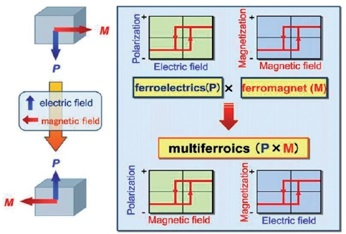 M
P
electric field
magnetic field
P
M
+
Polarization
-
Electric field
+
Magnetization
-
Magnetic field
ferroelectrics(P) × ferromagnet (M)
multiferroics (P × M)
+
Polarization
-
Magnetic field
+
Magnetization
-
Electric field